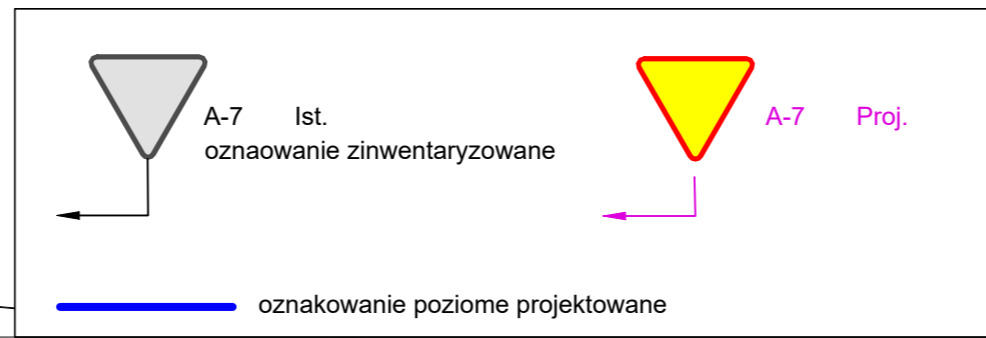 A-7 Ist.
oznaowanie zinwentaryzowane
A-7 Proj.
oznakowanie poziome projektowane